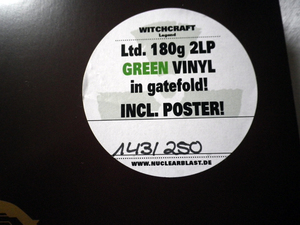 WITCHCRAFT
Legend
Ltd. 180g 2LP
GREEN VINYL
in gatefold!
INCL. POSTER!
143/250
WWW.NUCLEARBLAST.DE